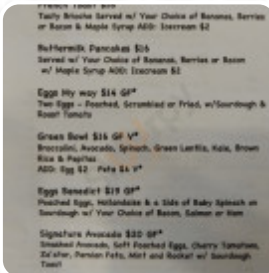 French Toast $16
Tasty Brioche Served w/ Your Choice of Bananas, Berries
or Bacon & Maple Syrup ADD: Icecream $2
Buttermilk Pancakes $16
Served w/ Your Choice of Bananas, Berries or Bacon
w/ Maple Syrup ADD: Icecream $2
Eggs My way $14 GF*
Two Eggs - Poached, Scrambled or Fried, w/Sourdough &
Roast Tomato
Green Bowl $16 GF V*
Broccolini, Avocado, Spinach, Green Lentils, Kale, Brown
Rice & Pepitas
ADD: Egg $2 Feta $4 V*
Eggs Benedict $19 GF*
Poached Eggs, Hollandaise & a Side of Baby Spinach on
Sourdough w/ Your Choice of Bacon, Salmon or Ham
Signature Avocado $20 GF*
Smashed Avocado, Soft Poached Eggs, Cherry Tomatoes,
Za'atar, Persian Feta, Mint and Rocket w/ Sourdough
Toast